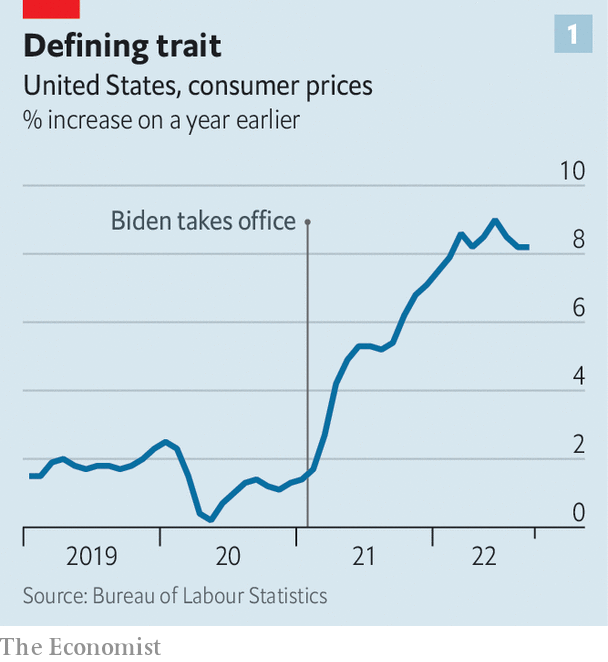 Defining trait
1
United States, consumer prices
% increase on a year earlier
10
Biden takes office
8
6
4
2
0
2019 20 21 22
Source: Bureau of Labour Statistics
The Economist